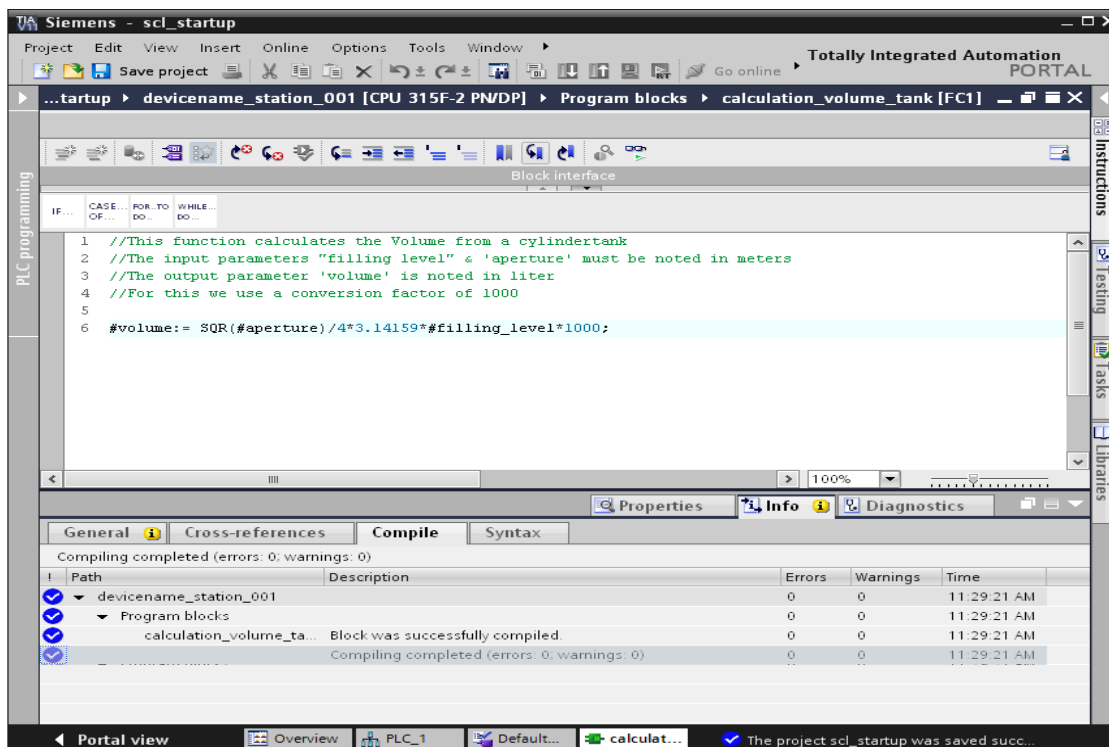 Siemens - scl_startup
Project Edit View Insert Online Options Tools Window
Totally Integrated Automation
PORTAL
Save project Go online
...tartup devicename_station_001 [CPU 315F-2 PN/DP] Program blocks calculation_volume_tank [FC1]
PLC programming
Block interface
IF... CASE... OF... FOR..TO DO... WHILE... DO...
1 //This function calculates the Volume from a cylindertank
2 //The input parameters "filling level" & 'aperture' must be noted in meters
3 //The output parameter 'volume' is noted in liter
4 //For this we use a conversion factor of 1000
5
6 #volume:= SQR(#aperture)/4*3.14159*#filling_level*1000;
100%
Instructions
Testing
Tasks
Libraries
Properties Info Diagnostics
General Cross-references Compile Syntax
Compiling completed (errors: 0; warnings: 0)
! Path Description Errors Warnings Time
devicename_station_001 0 0 11:29:21 AM
Program blocks 0 0 11:29:21 AM
calculation_volume_ta... Block was successfully compiled. 0 0 11:29:21 AM
Compiling completed (errors: 0; warnings: 0) 0 0 11:29:21 AM
Portal view Overview PLC_1 Default... calculat... The project scl_startup was saved succ...